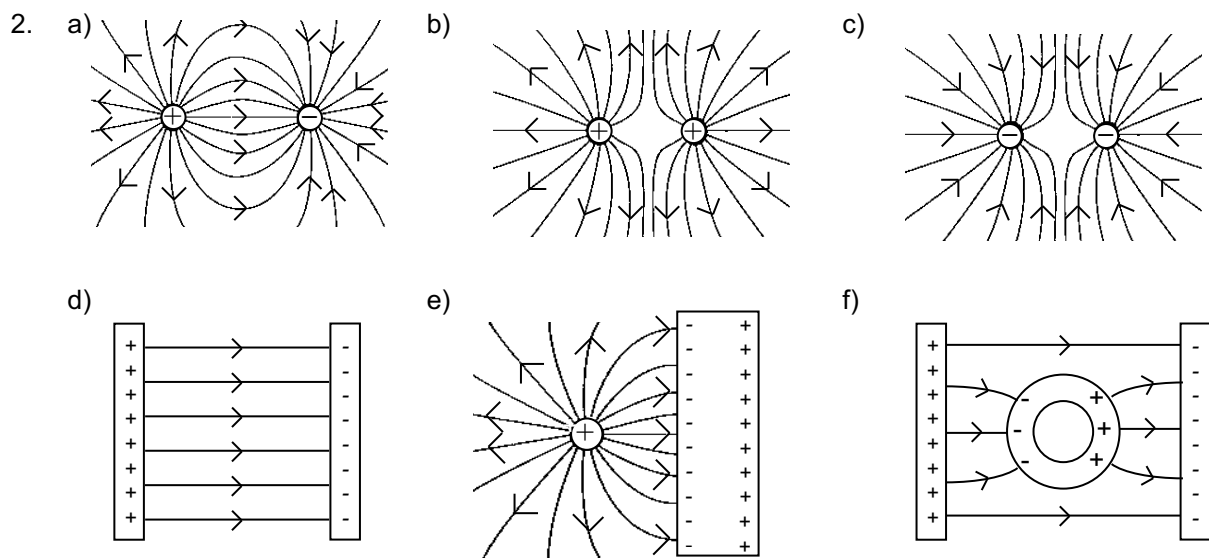 2. a) b) c)
+ - + + - -
d) e) f)
+ - - + + -
+ - - + + -
+ - - + - + + -
+ - - + + - + + -
+ - + - + - + + -
+ - - + + -
+ - - + + -
- +
- +
- +